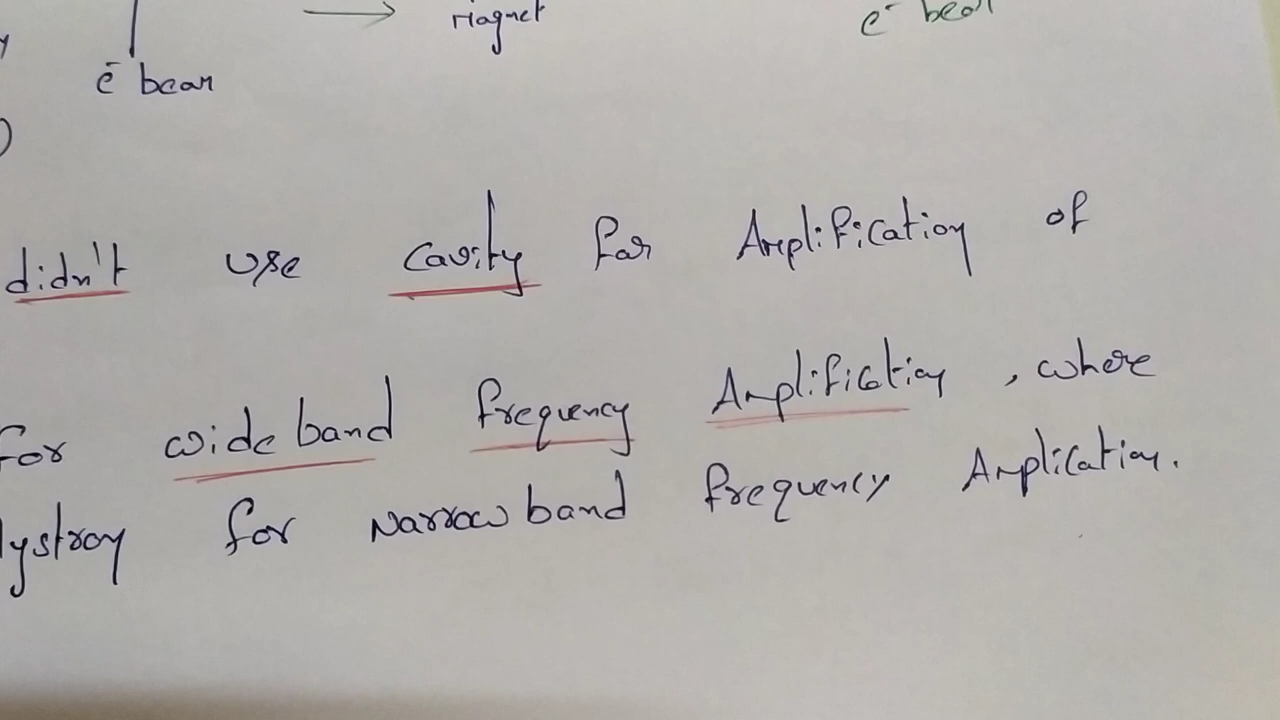 → Magnet e⁻ beam
e⁻ beam
didn't use cavity for Amplification of
for wide band frequency Amplification, where
lystron for Narrow band frequency Amplication.